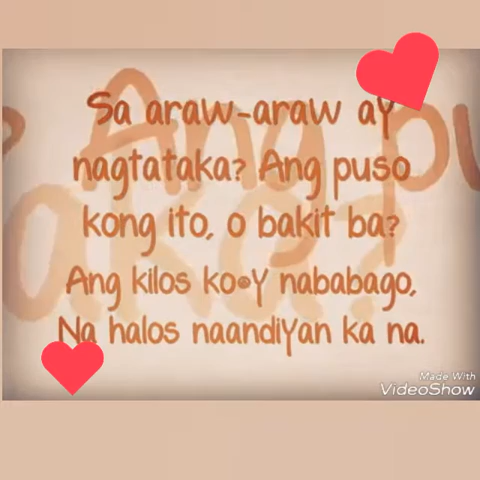 Sa araw-araw ay
nagtataka? Ang puso
kong ito, o bakit ba?
Ang kilos ko•y nababago,
Na halos naandiyan ka na.
Made With
VideoShow